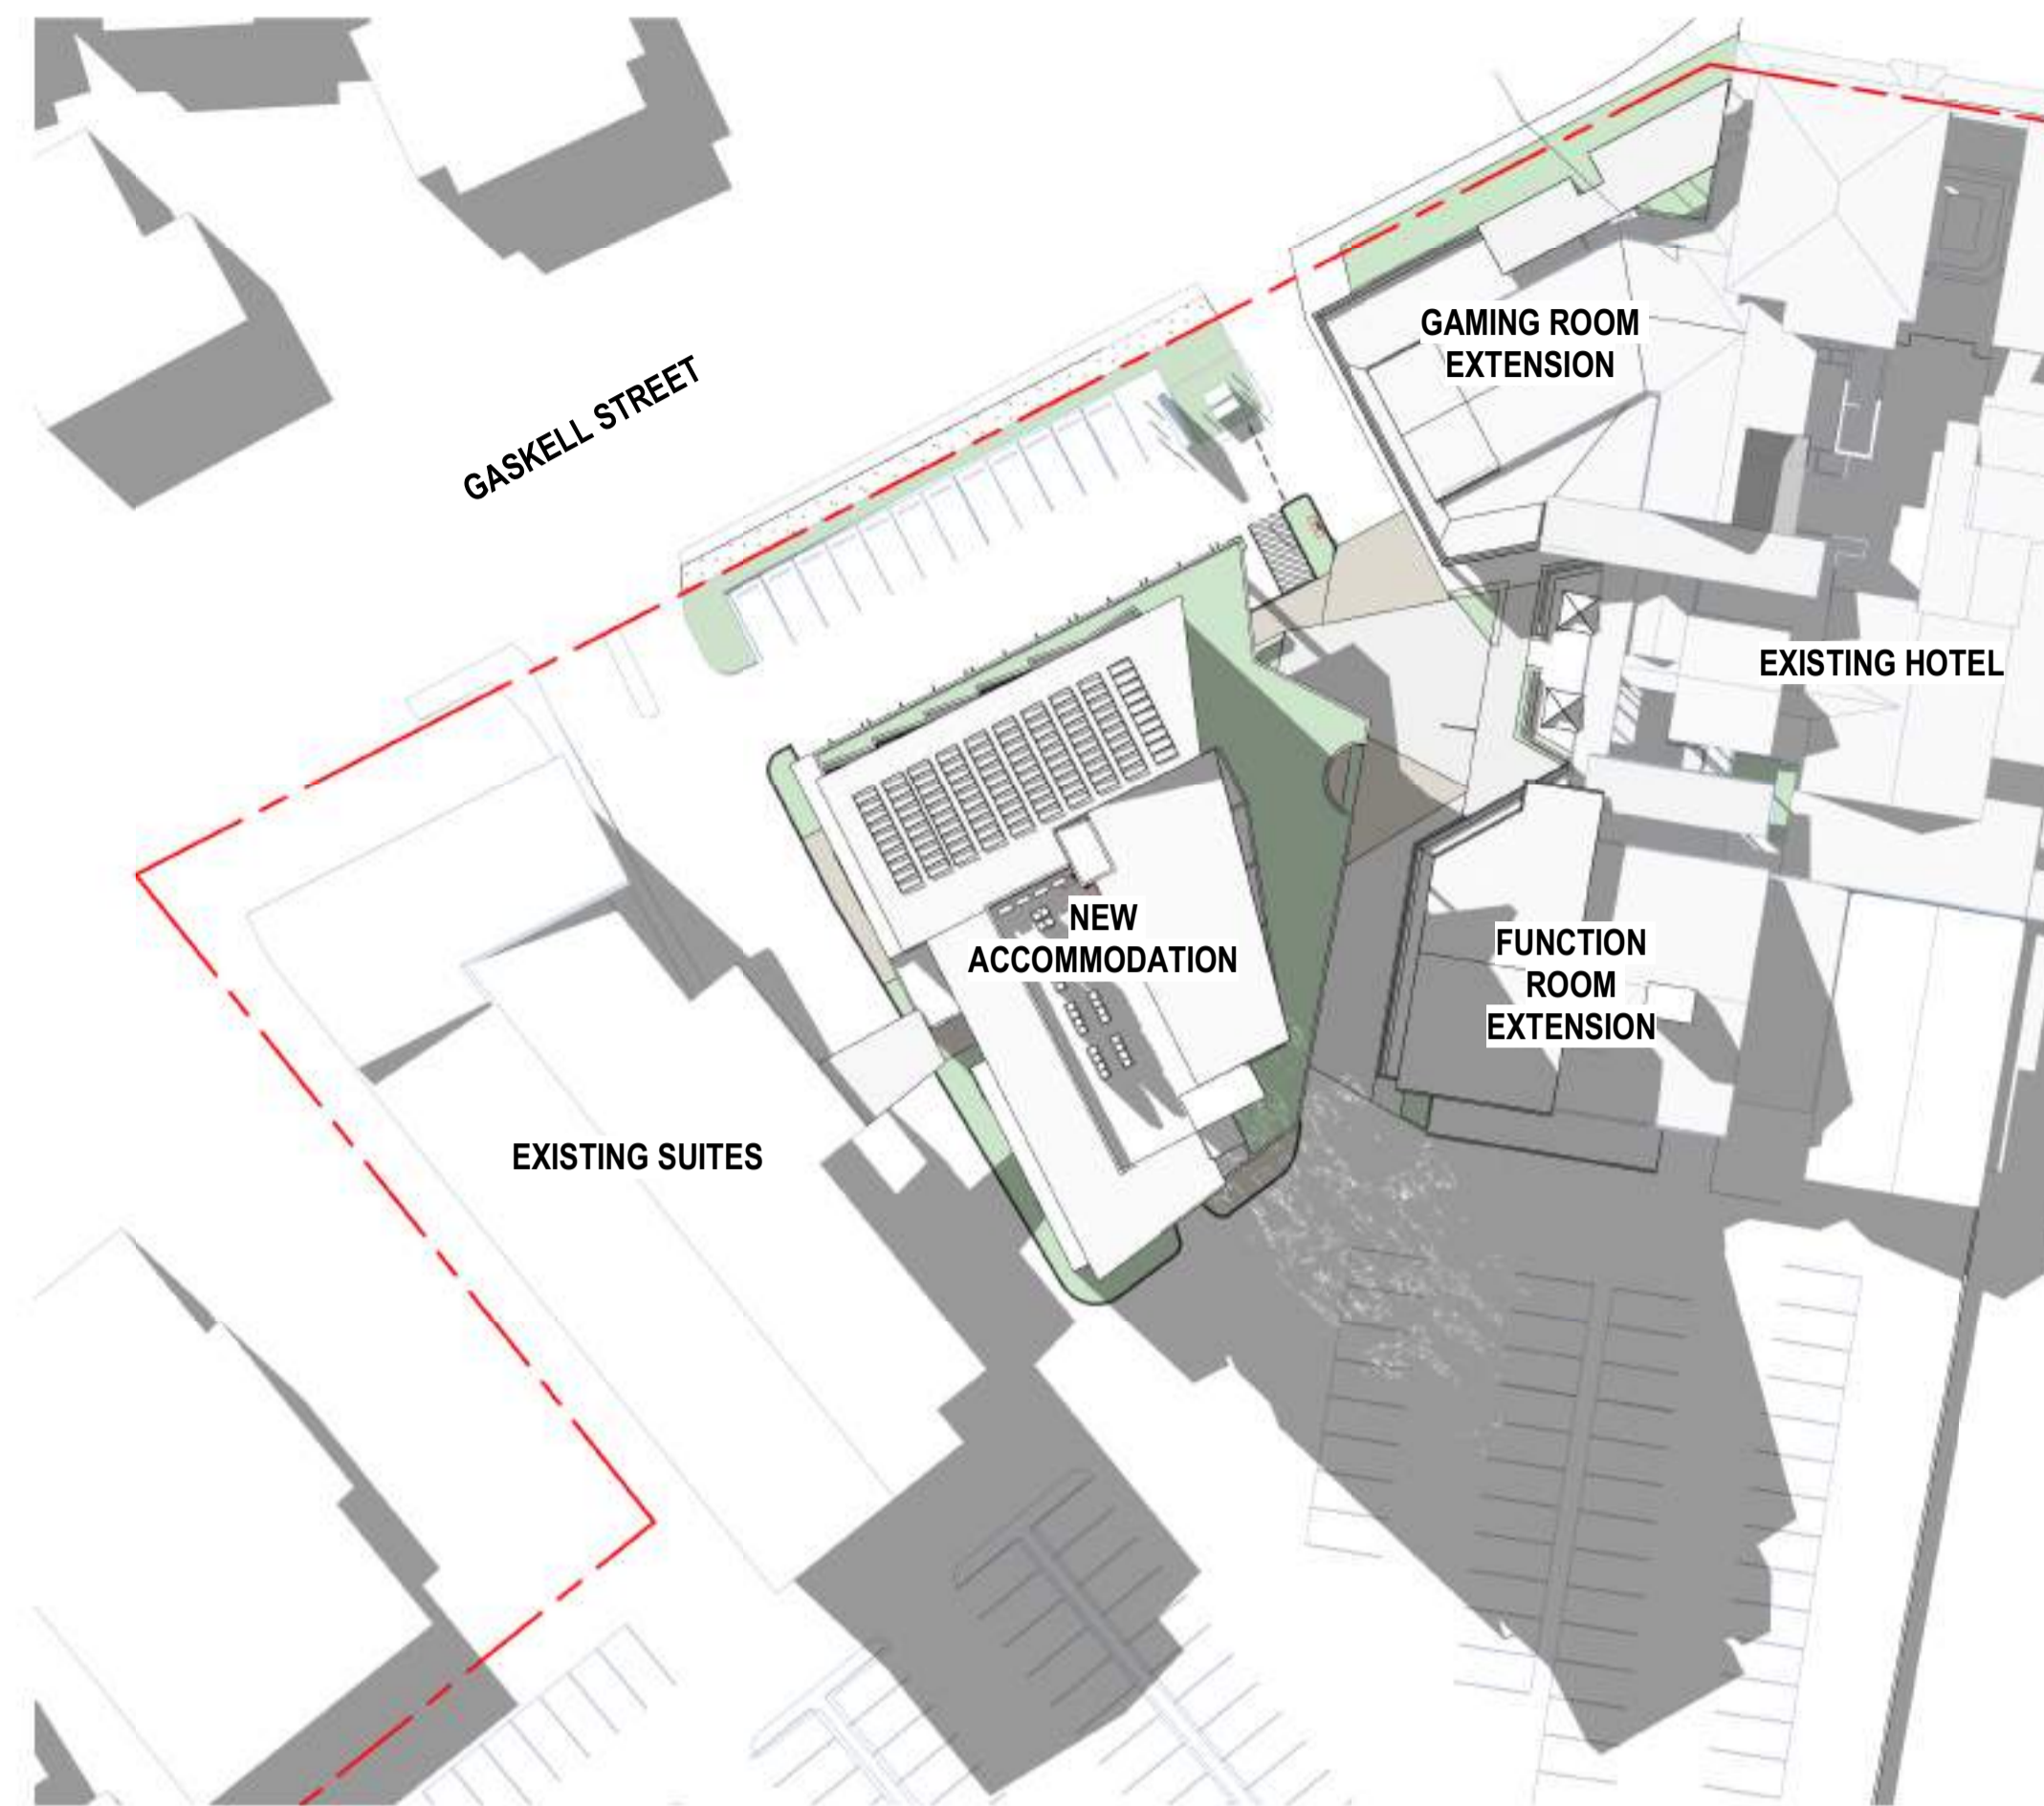 GAMING ROOM
EXTENSION
GASKELL STREET
EXISTING HOTEL
NEW
ACCOMMODATION
FUNCTION
ROOM
EXTENSION
EXISTING SUITES